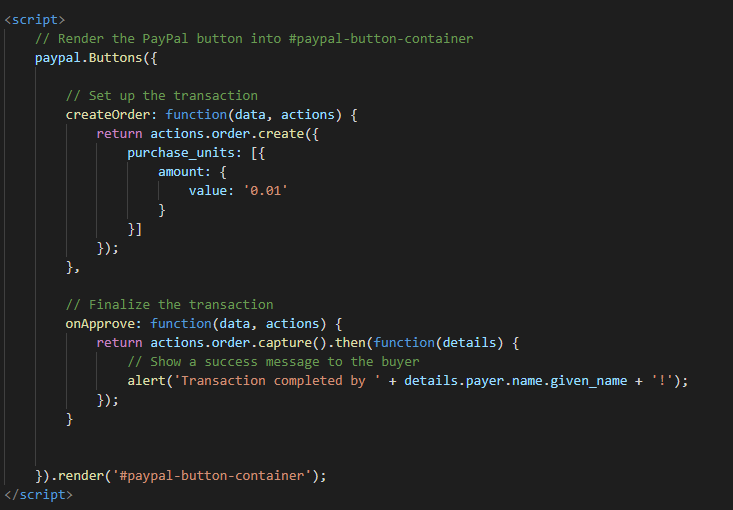 <script>
    // Render the PayPal button into #paypal-button-container
    paypal.Buttons({

        // Set up the transaction
        createOrder: function(data, actions) {
            return actions.order.create({
                purchase_units: [{
                    amount: {
                        value: '0.01'
                    }
                }]
            });
        },

        // Finalize the transaction
        onApprove: function(data, actions) {
            return actions.order.capture().then(function(details) {
                // Show a success message to the buyer
                alert('Transaction completed by ' + details.payer.name.given_name + '!');
            });
        }


    }).render('#paypal-button-container');
</script>